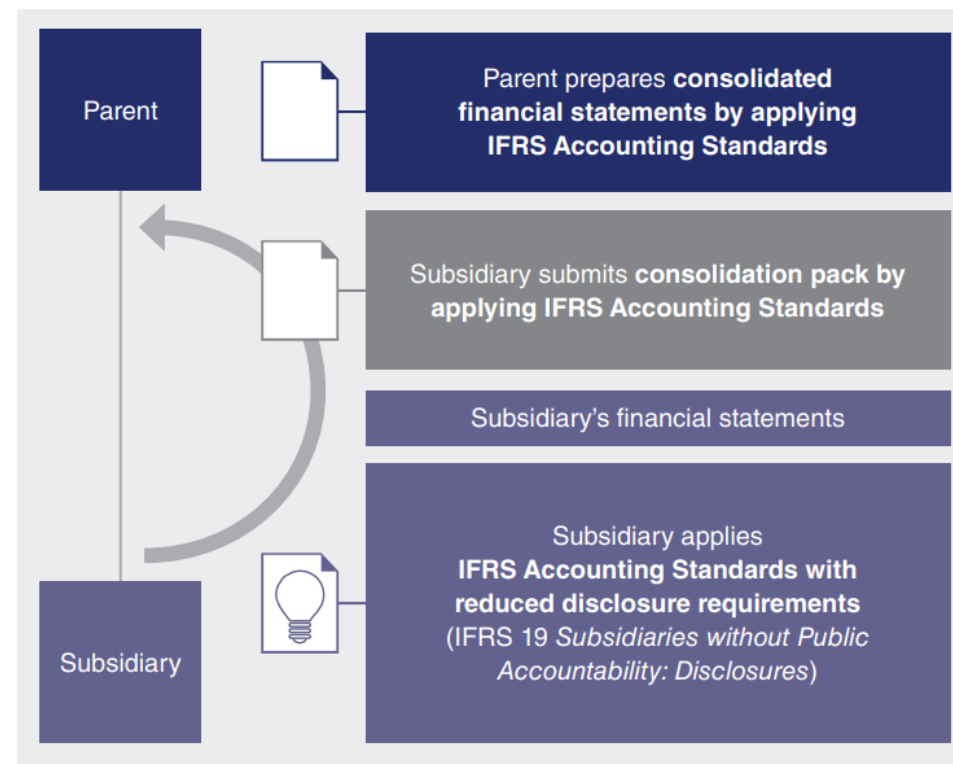 Parent
Parent prepares consolidated
financial statements by applying
IFRS Accounting Standards
Subsidiary submits consolidation pack by
applying IFRS Accounting Standards
Subsidiary’s financial statements
Subsidiary
Subsidiary applies
IFRS Accounting Standards with
reduced disclosure requirements
(IFRS 19 Subsidiaries without Public
Accountability: Disclosures)